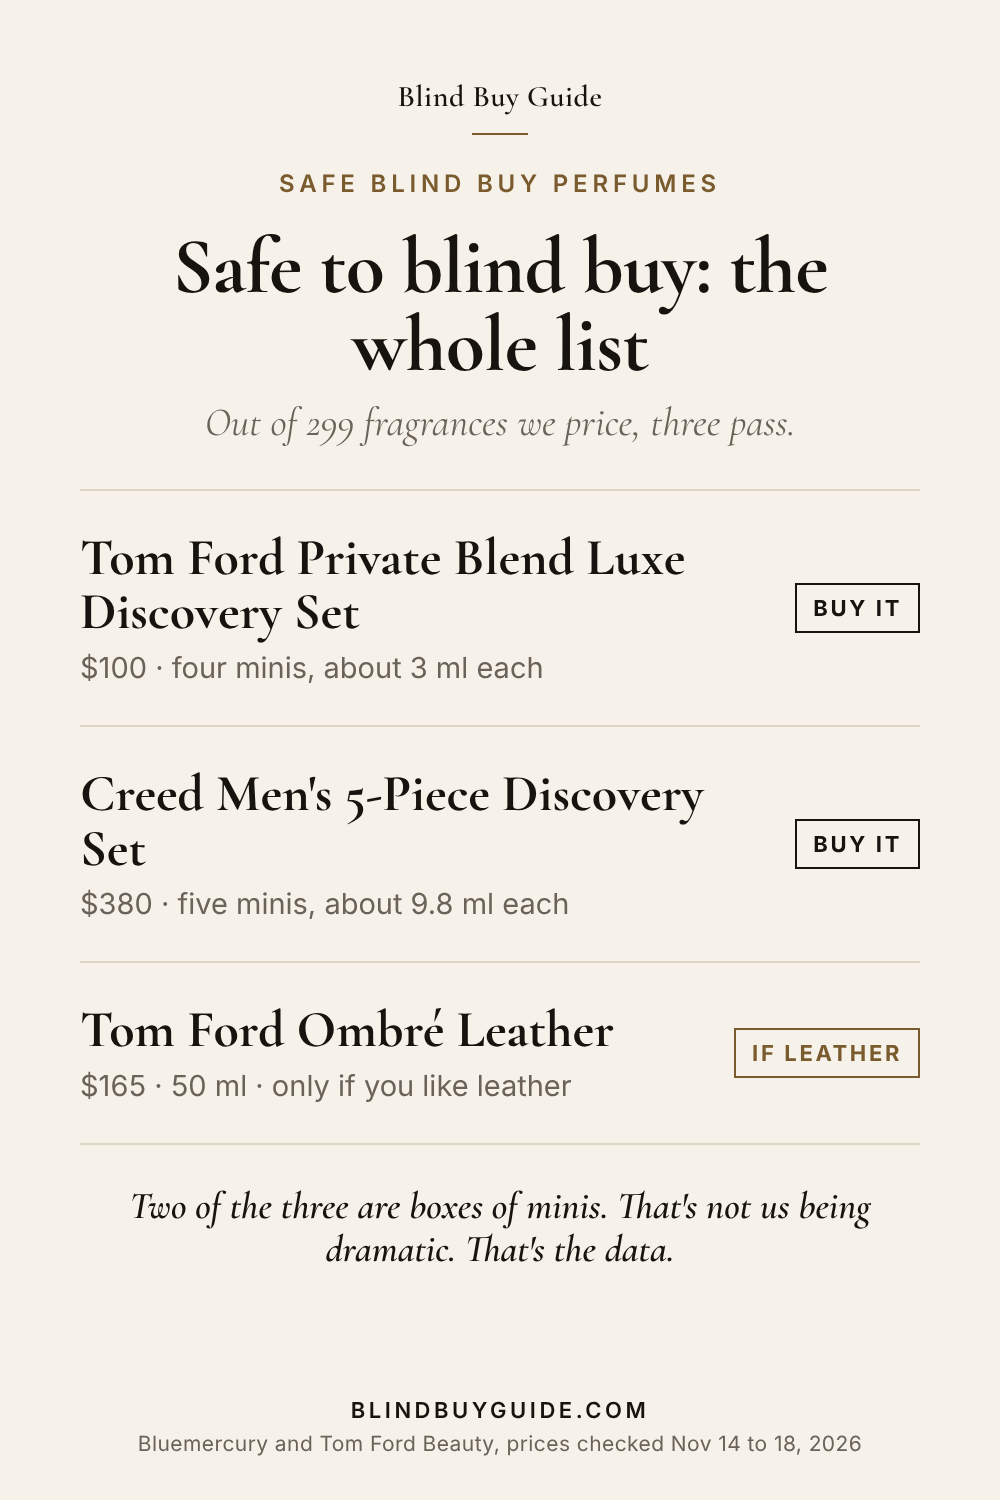 Blind Buy Guide
SAFE BLIND BUY PERFUMES
Safe to blind buy: the
whole list
Out of 299 fragrances we price, three pass.
Tom Ford Private Blend Luxe
Discovery Set
$100 · four minis, about 3 ml each
BUY IT
Creed Men's 5-Piece Discovery
Set
$380 · five minis, about 9.8 ml each
BUY IT
Tom Ford Ombré Leather
$165 · 50 ml · only if you like leather
IF LEATHER
Two of the three are boxes of minis. That's not us being
dramatic. That's the data.
BLINDBUYGUIDE.COM
Bluemercury and Tom Ford Beauty, prices checked Nov 14 to 18, 2026